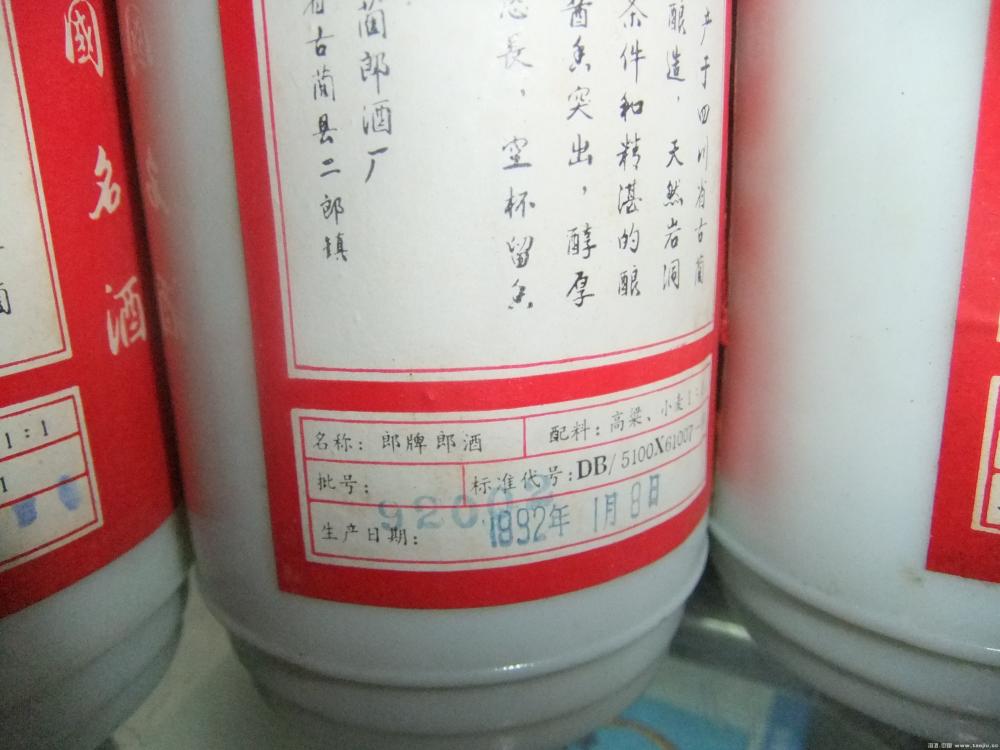 國名酒
产于四川省古蔺
酿造，天然岩洞
条件和精湛的酿
香突出，醇厚
長，空杯留香
蔺郎酒厂
古蔺县二郎镇
名称：郎牌郎酒
配料：高粱、小麦1:
批号：92002
标准代号：DB/5100X61007
生产日期：1992年 1月8日
1:1